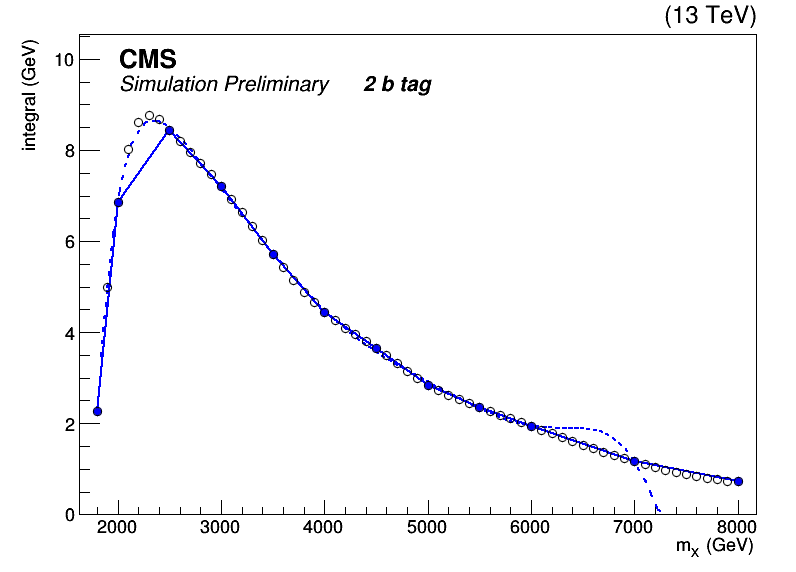 (13 TeV)
CMS
Simulation Preliminary 2 b tag
integral (GeV)
10
8
6
4
2
0
2000 3000 4000 5000 6000 7000 8000
m_X (GeV)